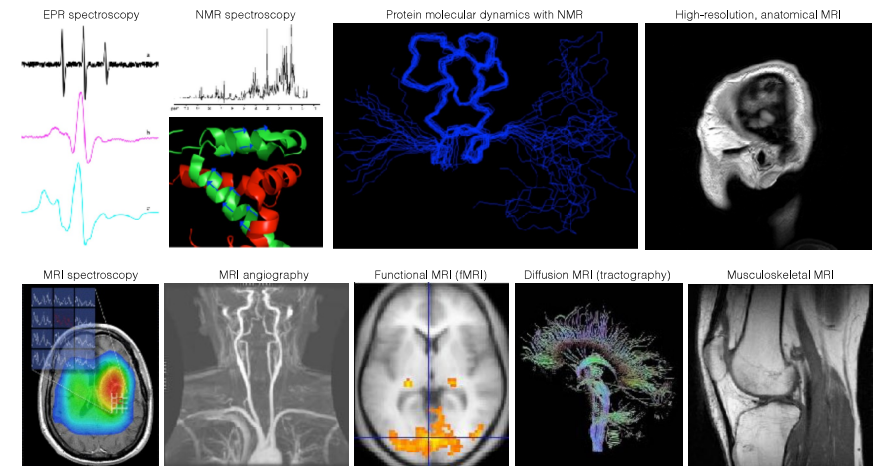 EPR spectroscopy
NMR spectroscopy
Protein molecular dynamics with NMR
High-resolution, anatomical MRI
a
b
c
MRI spectroscopy
MRI angiography
Functional MRI (fMRI)
Diffusion MRI (tractography)
Musculoskeletal MRI